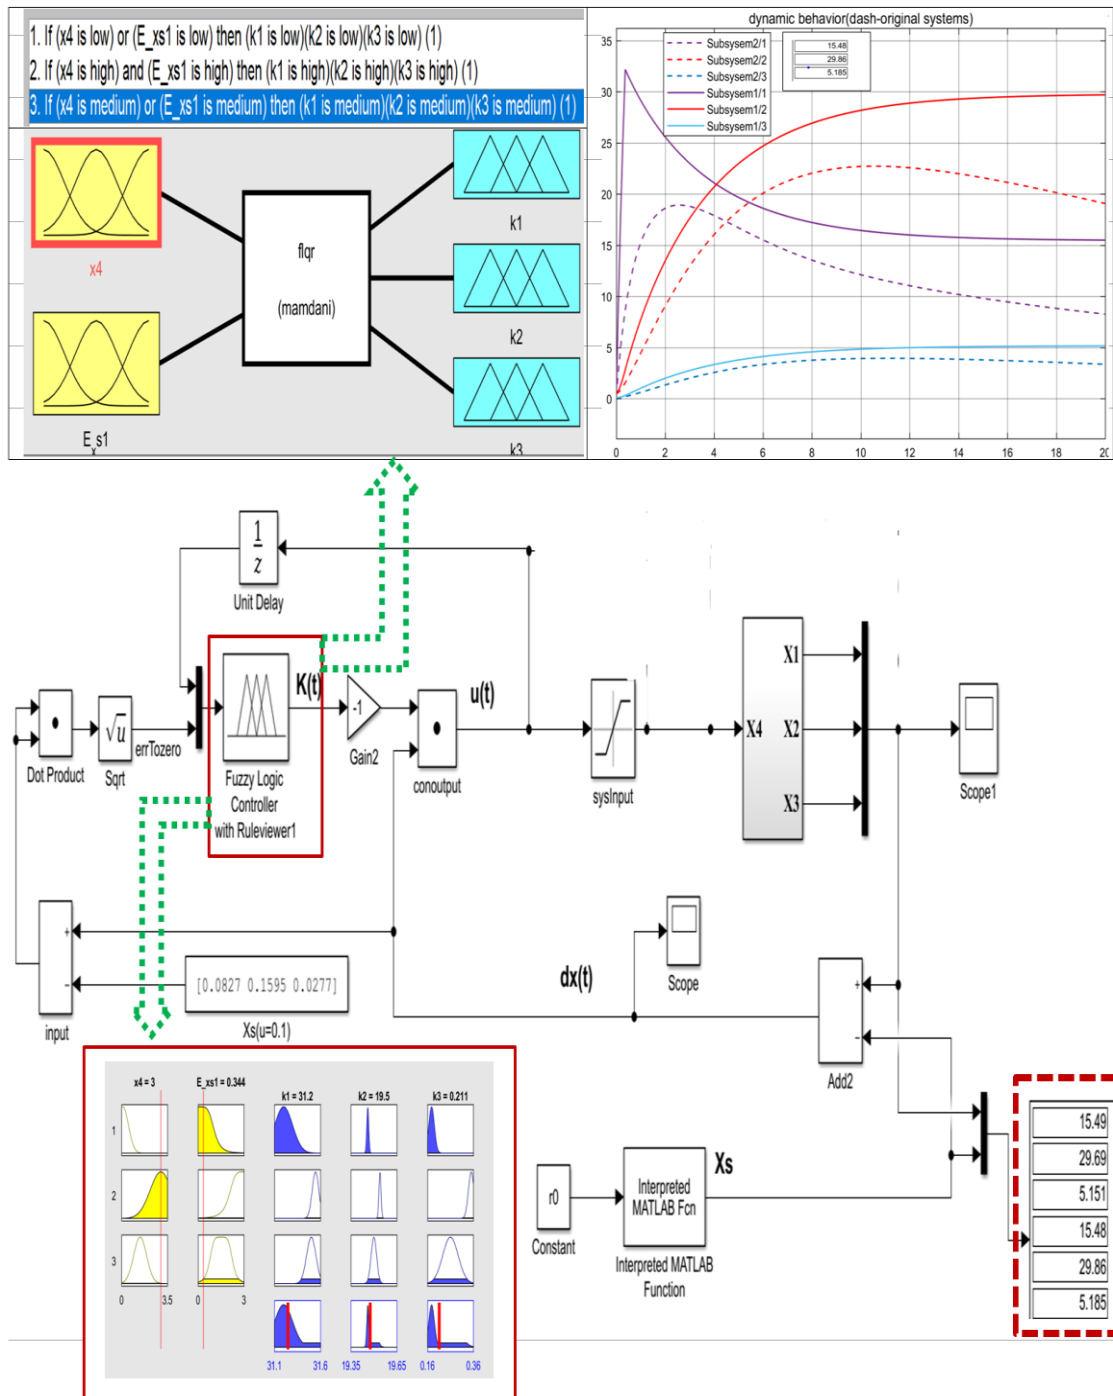 1. If (x4 is low) or (E_xs1 is low) then (k1 is low)(k2 is low)(k3 is low) (1)
2. If (x4 is high) and (E_xs1 is high) then (k1 is high)(k2 is high)(k3 is high) (1)
3. If (x4 is medium) or (E_xs1 is medium) then (k1 is medium)(k2 is medium)(k3 is medium) (1)
x4
E_xs1
flqr
(mamdani)
k1
k2
k3
dynamic behavior(dash-original systems)
Subsysem2/1
Subsysem2/2
Subsysem2/3
Subsysem1/1
Subsysem1/2
Subsysem1/3
15.48
29.86
5.185
35
30
25
20
15
10
5
0
0 2 4 6 8 10 12 14 16 18 20
1
z
Unit Delay
Dot Product
√u
Sqrt
errTozero
Fuzzy Logic
Controller
with Ruleviewer1
K(t)
-1
Gain2
conoutput
u(t)
sysInput
X4
X1
X2
X3
Scope1
+
−
input
[0.0827 0.1595 0.0277]
Xs(u=0.1)
dx(t)
Scope
+
−
Add2
r0
Constant
Interpreted
MATLAB Fcn
Interpreted MATLAB
Function
Xs
15.49
29.69
5.151
15.48
29.86
5.185
x4 = 3
E_xs1 = 0.344
k1 = 31.2
k2 = 19.5
k3 = 0.211
1
2
3
0 3.5
0 3
31.1 31.6
19.35 19.65
0.16 0.36